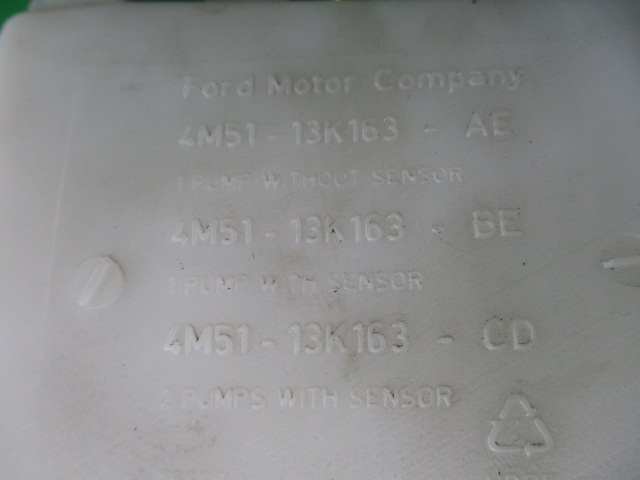 Ford Motor Company
4M51 - 13K163 - AE
1 PUMP WITHOUT SENSOR
4M51 - 13K163 - BE
1 PUMP WITH SENSOR
4M51 - 13K163 - CD
2 PUMPS WITH SENSOR